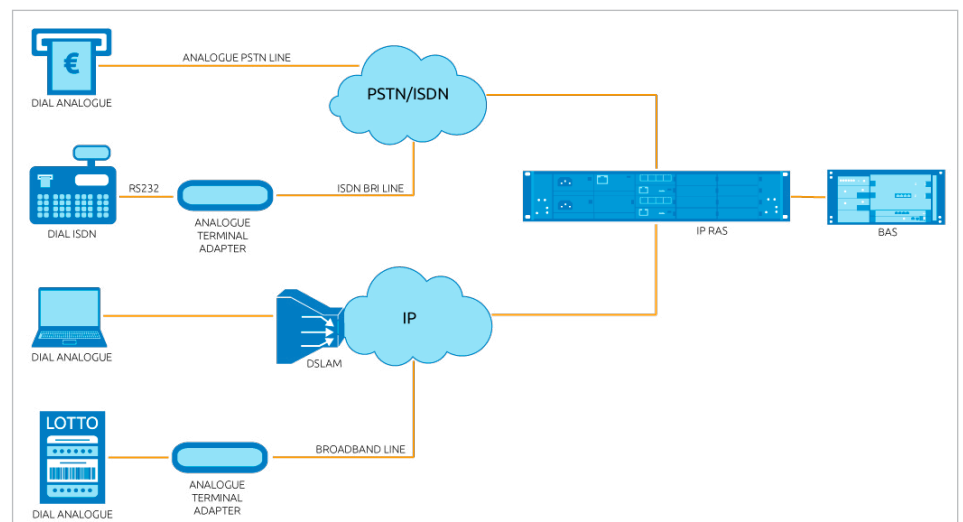 €
DIAL ANALOGUE
ANALOGUE PSTN LINE
PSTN/ISDN
DIAL ISDN
RS232
ANALOGUE
TERMINAL
ADAPTER
ISDN BRI LINE
IP RAS
BAS
DIAL ANALOGUE
DSLAM
IP
LOTTO
DIAL ANALOGUE
ANALOGUE
TERMINAL
ADAPTER
BROADBAND LINE